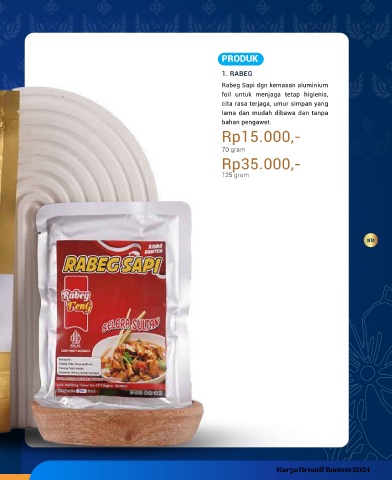 PRODUK
1. RABEG
Rabeg Sapi dgn kemasan aluminium
foil untuk menjaga tetap higienis,
cita rasa terjaga, umur simpan yang
lama dan mudah dibawa dan tanpa
bahan pengawet.
Rp15.000,-
70 gram
Rp35.000,-
125 gram
KHAS
BANTEN
RABEG SAPI
Rabeg
GenG
SELERA SULTAN
HALAL
Karya Kreatif Banten 2024